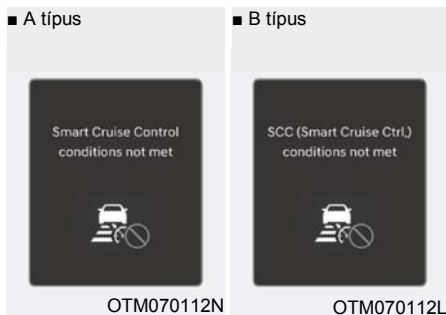 ■ A típus
■ B típus
Smart Cruise Control
conditions not met
SCC (Smart Cruise Ctrl.)
conditions not met
OTM070112N
OTM070112L